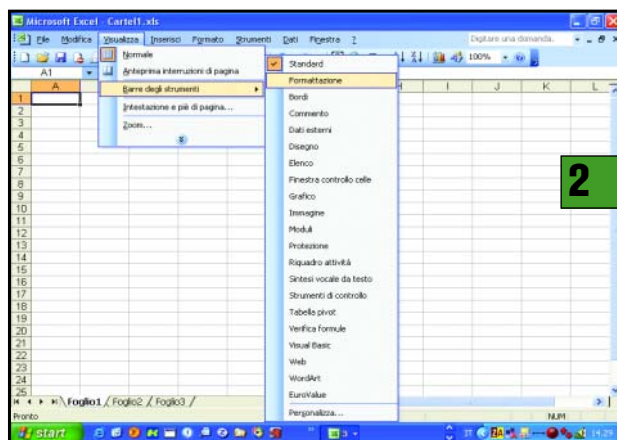 Microsoft Excel - Cartel1.xls
File Modifica Visualizza Inserisci Formato Strumenti Dati Finestra ?
Digitare una domanda.
100%
A1
Normale
Anteprima interruzioni di pagina
Barre degli strumenti
Intestazione e piè di pagina...
Zoom...
Standard
Formattazione
Bordi
Commento
Dati esterni
Disegno
Elenco
Finestra controllo celle
Grafico
Immagine
Moduli
Protezione
Riquadro attività
Sintesi vocale da testo
Strumenti di controllo
Tabella pivot
Verifica formule
Visual Basic
Web
WordArt
EuroValue
Personalizza...
A
H I J K L
1
2
3
4
5
6
7
8
9
10
11
12
13
14
15
16
17
18
19
20
21
22
23
24
25
2
Foglio1 / Foglio2 / Foglio3
Pronto
NUM
start
3
IT
14.29